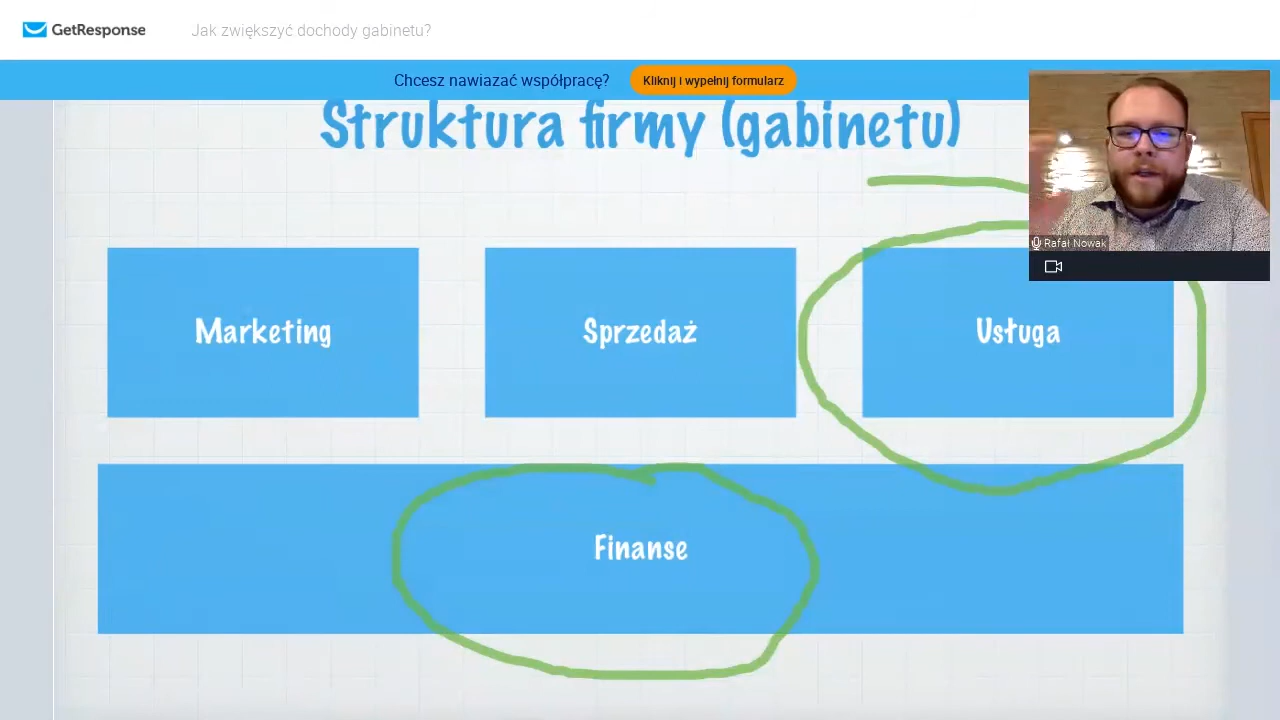 GetResponse
Jak zwiększyć dochody gabinetu?
Chcesz nawiazać współpracę?
Kliknij i wypełnij formularz
Struktura firmy (gabinetu)
Rafał Nowak
Marketing
Sprzedaż
Usługa
Finanse